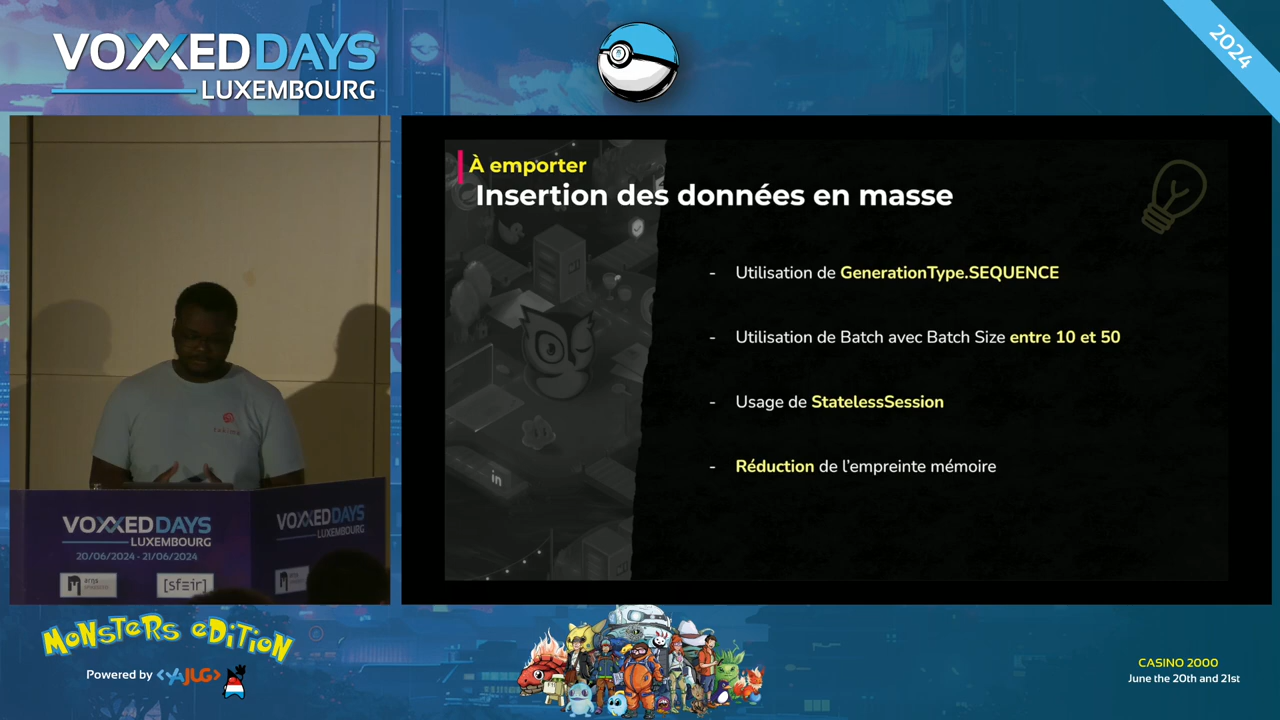 VOXXED DAYS
LUXEMBOURG
2024
À emporter
Insertion des données en masse
- Utilisation de GenerationType.SEQUENCE
- Utilisation de Batch avec Batch Size entre 10 et 50
- Usage de StatelessSession
- Réduction de l'empreinte mémoire
in
VOXXED DAYS
LUXEMBOURG
20/06/2024 - 21/06/2024
[sfeir]
VOXXED DAYS
LUXEMBOURG
MONSTERS EDITION
Powered by <YAJUG>
CASINO 2000
June the 20th and 21st